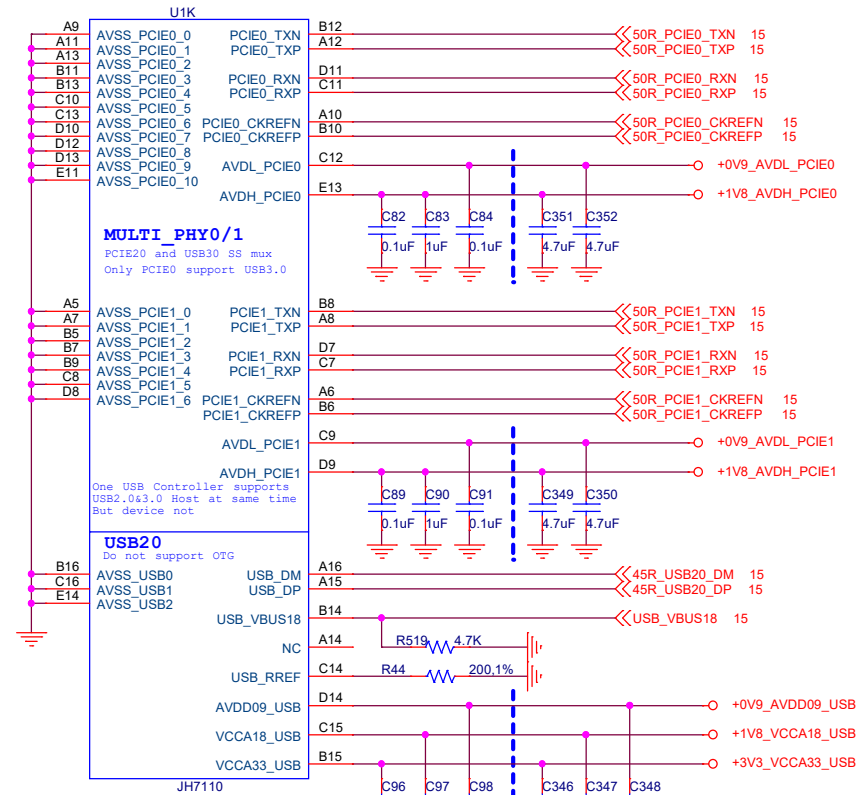 U1K
A9 AVSS_PCIE0_0 PCIE0_TXN B12 50R_PCIE0_TXN 15
A11 AVSS_PCIE0_1 PCIE0_TXP A12 50R_PCIE0_TXP 15
A13 AVSS_PCIE0_2
B11 AVSS_PCIE0_3 PCIE0_RXN D11 50R_PCIE0_RXN 15
B13 AVSS_PCIE0_4 PCIE0_RXP C11 50R_PCIE0_RXP 15
C10 AVSS_PCIE0_5
C13 AVSS_PCIE0_6 PCIE0_CKREFN A10 50R_PCIE0_CKREFN 15
D10 AVSS_PCIE0_7 PCIE0_CKREFP B10 50R_PCIE0_CKREFP 15
D12 AVSS_PCIE0_8
D13 AVSS_PCIE0_9 AVDL_PCIE0 C12 +0V9_AVDL_PCIE0
E11 AVSS_PCIE0_10
AVDH_PCIE0 E13 +1V8_AVDH_PCIE0
C82 C83 C84 C351 C352
0.1uF 1uF 0.1uF 4.7uF 4.7uF
MULTI_PHY0/1
PCIE20 and USB30 SS mux
Only PCIE0 support USB3.0
A5 AVSS_PCIE1_0 PCIE1_TXN B8 50R_PCIE1_TXN 15
A7 AVSS_PCIE1_1 PCIE1_TXP A8 50R_PCIE1_TXP 15
B5 AVSS_PCIE1_2
B7 AVSS_PCIE1_3 PCIE1_RXN D7 50R_PCIE1_RXN 15
B9 AVSS_PCIE1_4 PCIE1_RXP C7 50R_PCIE1_RXP 15
C8 AVSS_PCIE1_5
D8 AVSS_PCIE1_6 PCIE1_CKREFN A6 50R_PCIE1_CKREFN 15
PCIE1_CKREFP B6 50R_PCIE1_CKREFP 15
AVDL_PCIE1 C9 +0V9_AVDL_PCIE1
AVDH_PCIE1 D9 +1V8_AVDH_PCIE1
One USB Controller supports
USB2.0&3.0 Host at same time
But device not
C89 C90 C91 C349 C350
0.1uF 1uF 0.1uF 4.7uF 4.7uF
USB20
Do not support OTG
B16 AVSS_USB0 USB_DM A16 45R_USB20_DM 15
C16 AVSS_USB1 USB_DP A15 45R_USB20_DP 15
E14 AVSS_USB2
USB_VBUS18 B14 USB_VBUS18 15
NC A14 R519 4.7K
USB_RREF C14 R44 200,1%
AVDD09_USB D14 +0V9_AVDD09_USB
VCCA18_USB C15 +1V8_VCCA18_USB
VCCA33_USB B15 +3V3_VCCA33_USB
JH7110 C96 C97 C98 C346 C347 C348